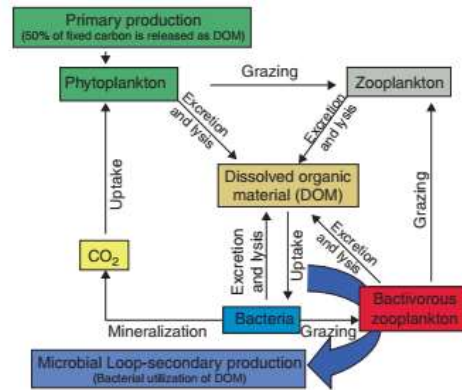 Primary production
(50% of fixed carbon is released as DOM)
Phytoplankton
Grazing
Zooplankton
Excretion
and lysis
Excretion
and lysis
Dissolved organic
material (DOM)
Uptake
Grazing
Excretion
and lysis
Uptake
Excretion
and lysis
CO₂
Bacteria
Bactivorous
zooplankton
Mineralization
Grazing
Microbial Loop-secondary production
(Bacterial utilization of DOM)